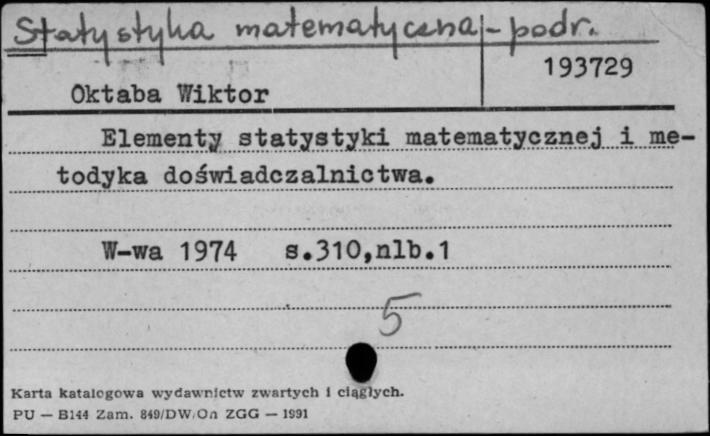 Statystyka matematyczna - podr.
193729
Oktaba Wiktor
Elementy statystyki matematycznej i me-
todyka doświadczalnictwa.
W-wa 1974 s.310,nlb.1
5
Karta katalogowa wydawnictw zwartych i ciągłych.
PU — B144 Zam. 849/DW/On ZGG — 1991